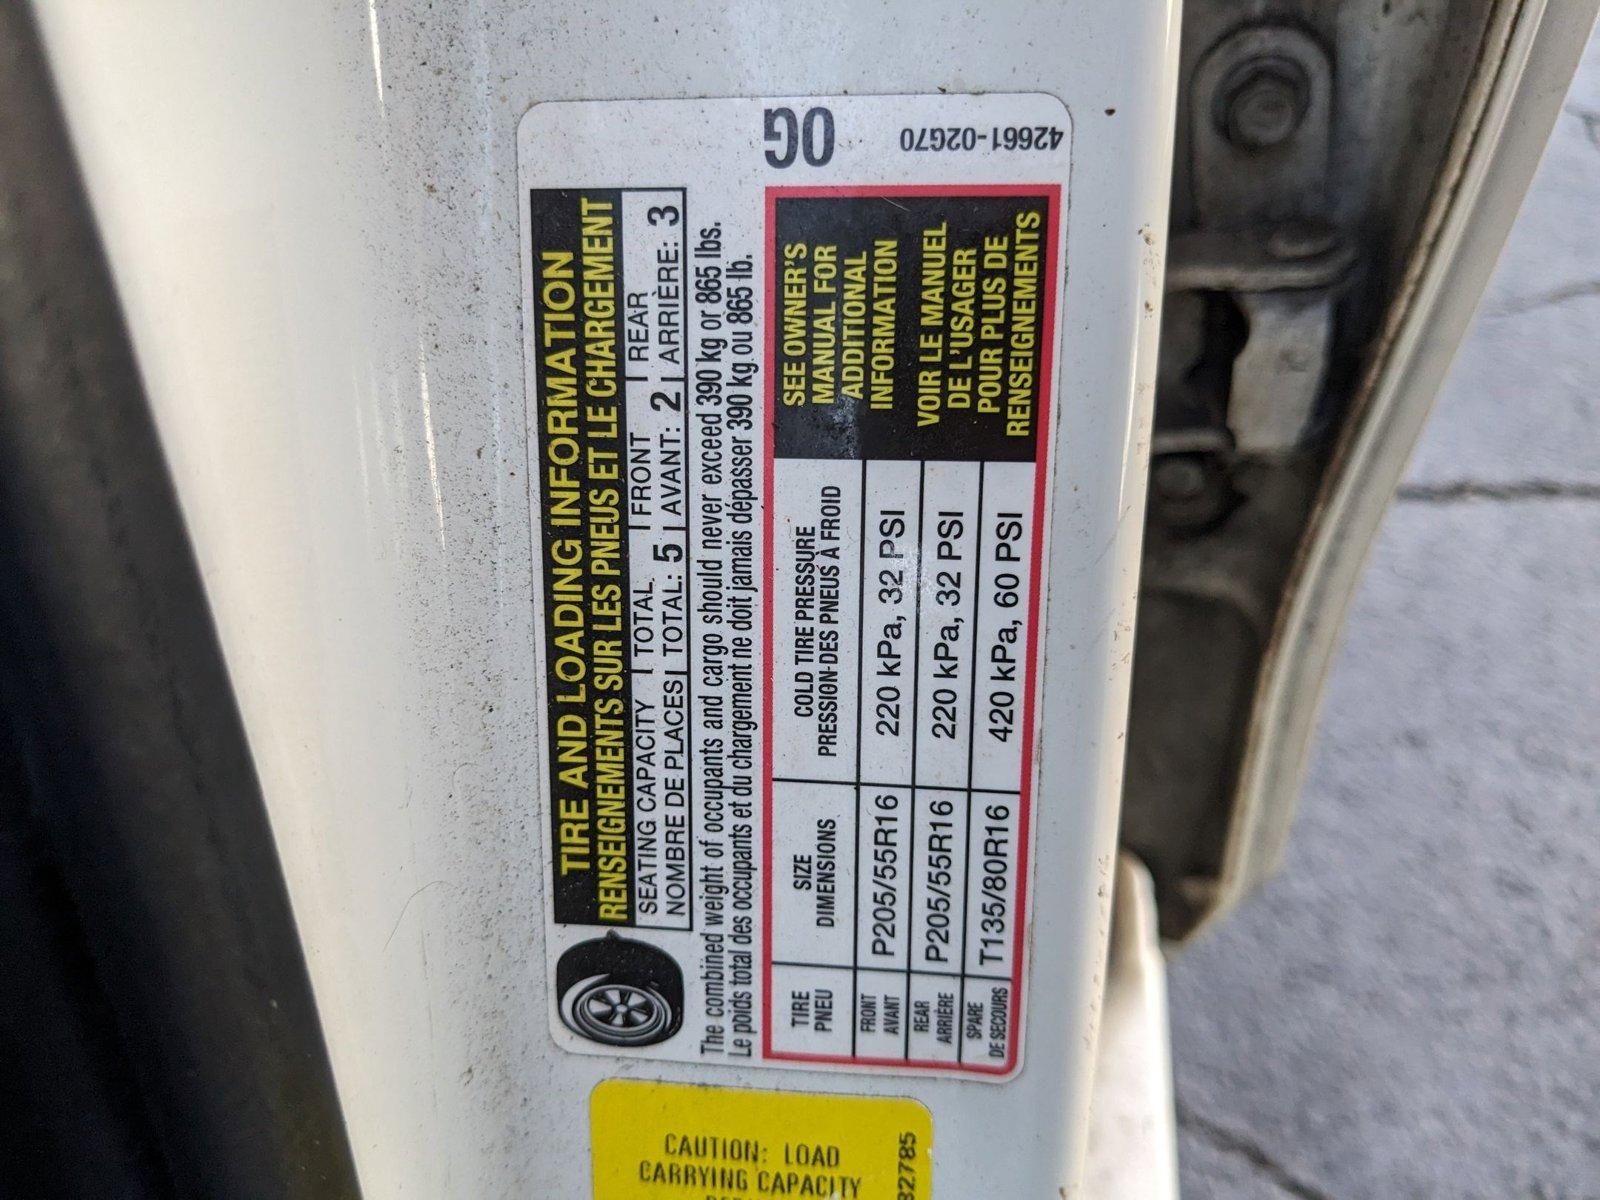 TIRE AND LOADING INFORMATION
RENSEIGNEMENTS SUR LES PNEUS ET LE CHARGEMENT
SEATING CAPACITY | TOTAL | FRONT | REAR
NOMBRE DE PLACES | TOTAL: 5 | AVANT: 2 | ARRIÈRE: 3
The combined weight of occupants and cargo should never exceed 390 kg or 865 lbs.
Le poids total des occupants et du chargement ne doit jamais dépasser 390 kg ou 865 lb.
TIRE
PNEU
SIZE
DIMENSIONS
COLD TIRE PRESSURE
PRESSION DES PNEUS À FROID
FRONT
AVANT
P205/55R16
220 kPa, 32 PSI
REAR
ARRIÈRE
P205/55R16
220 kPa, 32 PSI
SPARE
DE SECOURS
T135/80R16
420 kPa, 60 PSI
SEE OWNER'S
MANUAL FOR
ADDITIONAL
INFORMATION
VOIR LE MANUEL
DE L'USAGER
POUR PLUS DE
RENSEIGNEMENTS
0G
42661-02G70
CAUTION: LOAD
CARRYING CAPACITY